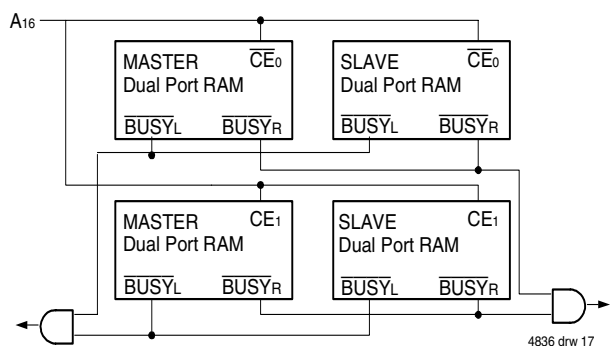 A16
MASTER CE0
Dual Port RAM
BUSYL BUSYR
SLAVE CE0
Dual Port RAM
BUSYL BUSYR
MASTER CE1
Dual Port RAM
BUSYL BUSYR
SLAVE CE1
Dual Port RAM
BUSYL BUSYR
4836 drw 17